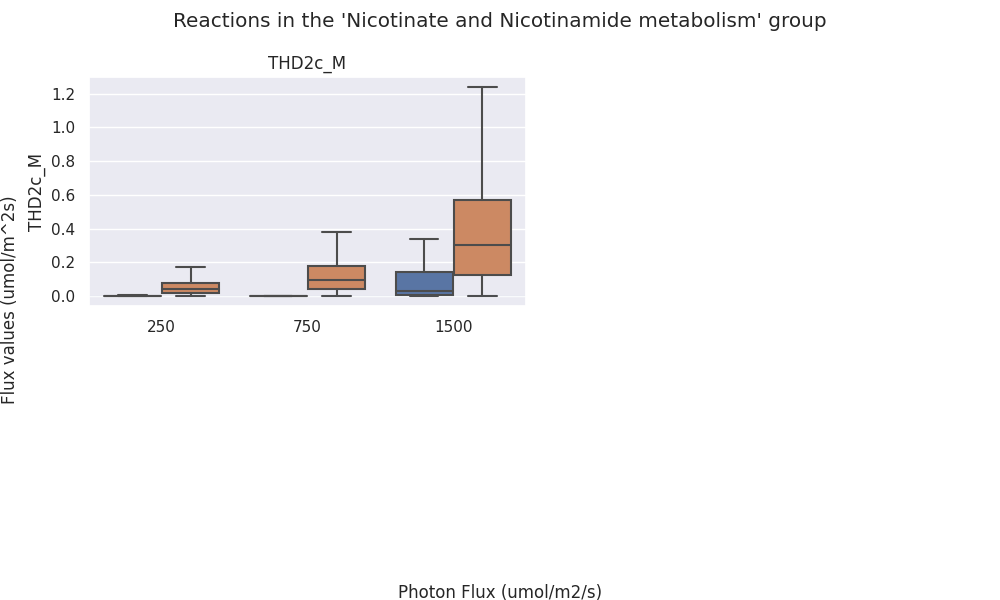 Reactions in the 'Nicotinate and Nicotinamide metabolism' group
THD2c_M
Flux values (umol/m^2s)
THD2c_M
1.2
1.0
0.8
0.6
0.4
0.2
0.0
250 750 1500
Photon Flux (umol/m2/s)